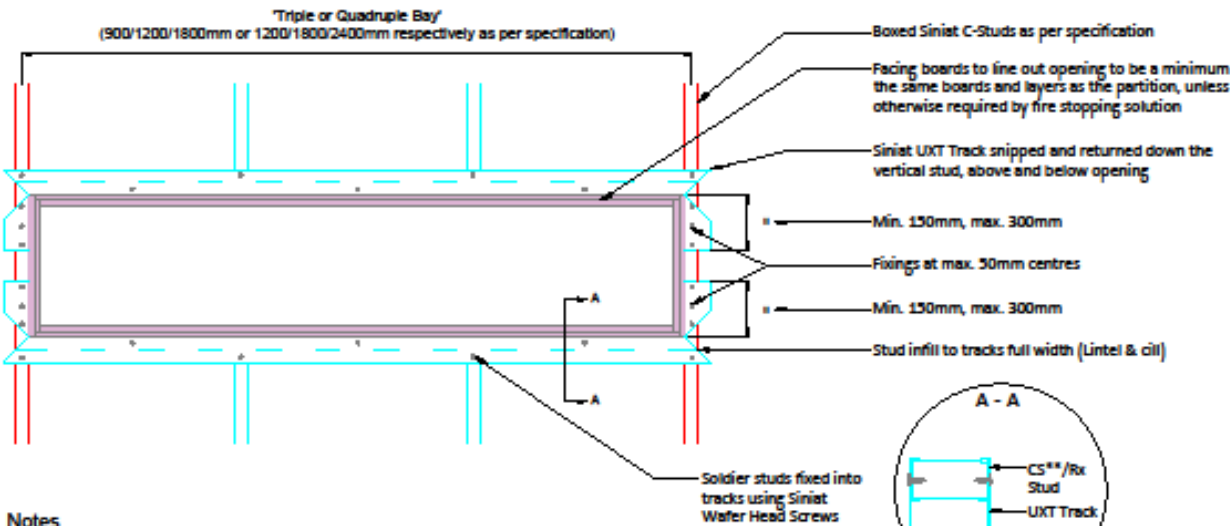 'Triple or Quadruple Bay'
(900/1200/1800mm or 1200/1800/2400mm respectively as per specification)
Boxed Siniat C-Studs as per specification
Facing boards to line out opening to be a minimum
the same boards and layers as the partition, unless
otherwise required by fire stopping solution
Siniat UXT Track snipped and returned down the
vertical stud, above and below opening
Min. 150mm, max. 300mm
Fixings at max. 50mm centres
Min. 150mm, max. 300mm
Stud infill to tracks full width (Lintel & cill)
A
A
A - A
CS**/Rx
Stud
UXT Track
Soldier studs fixed into
tracks using Siniat
Wafer Head Screws
Notes